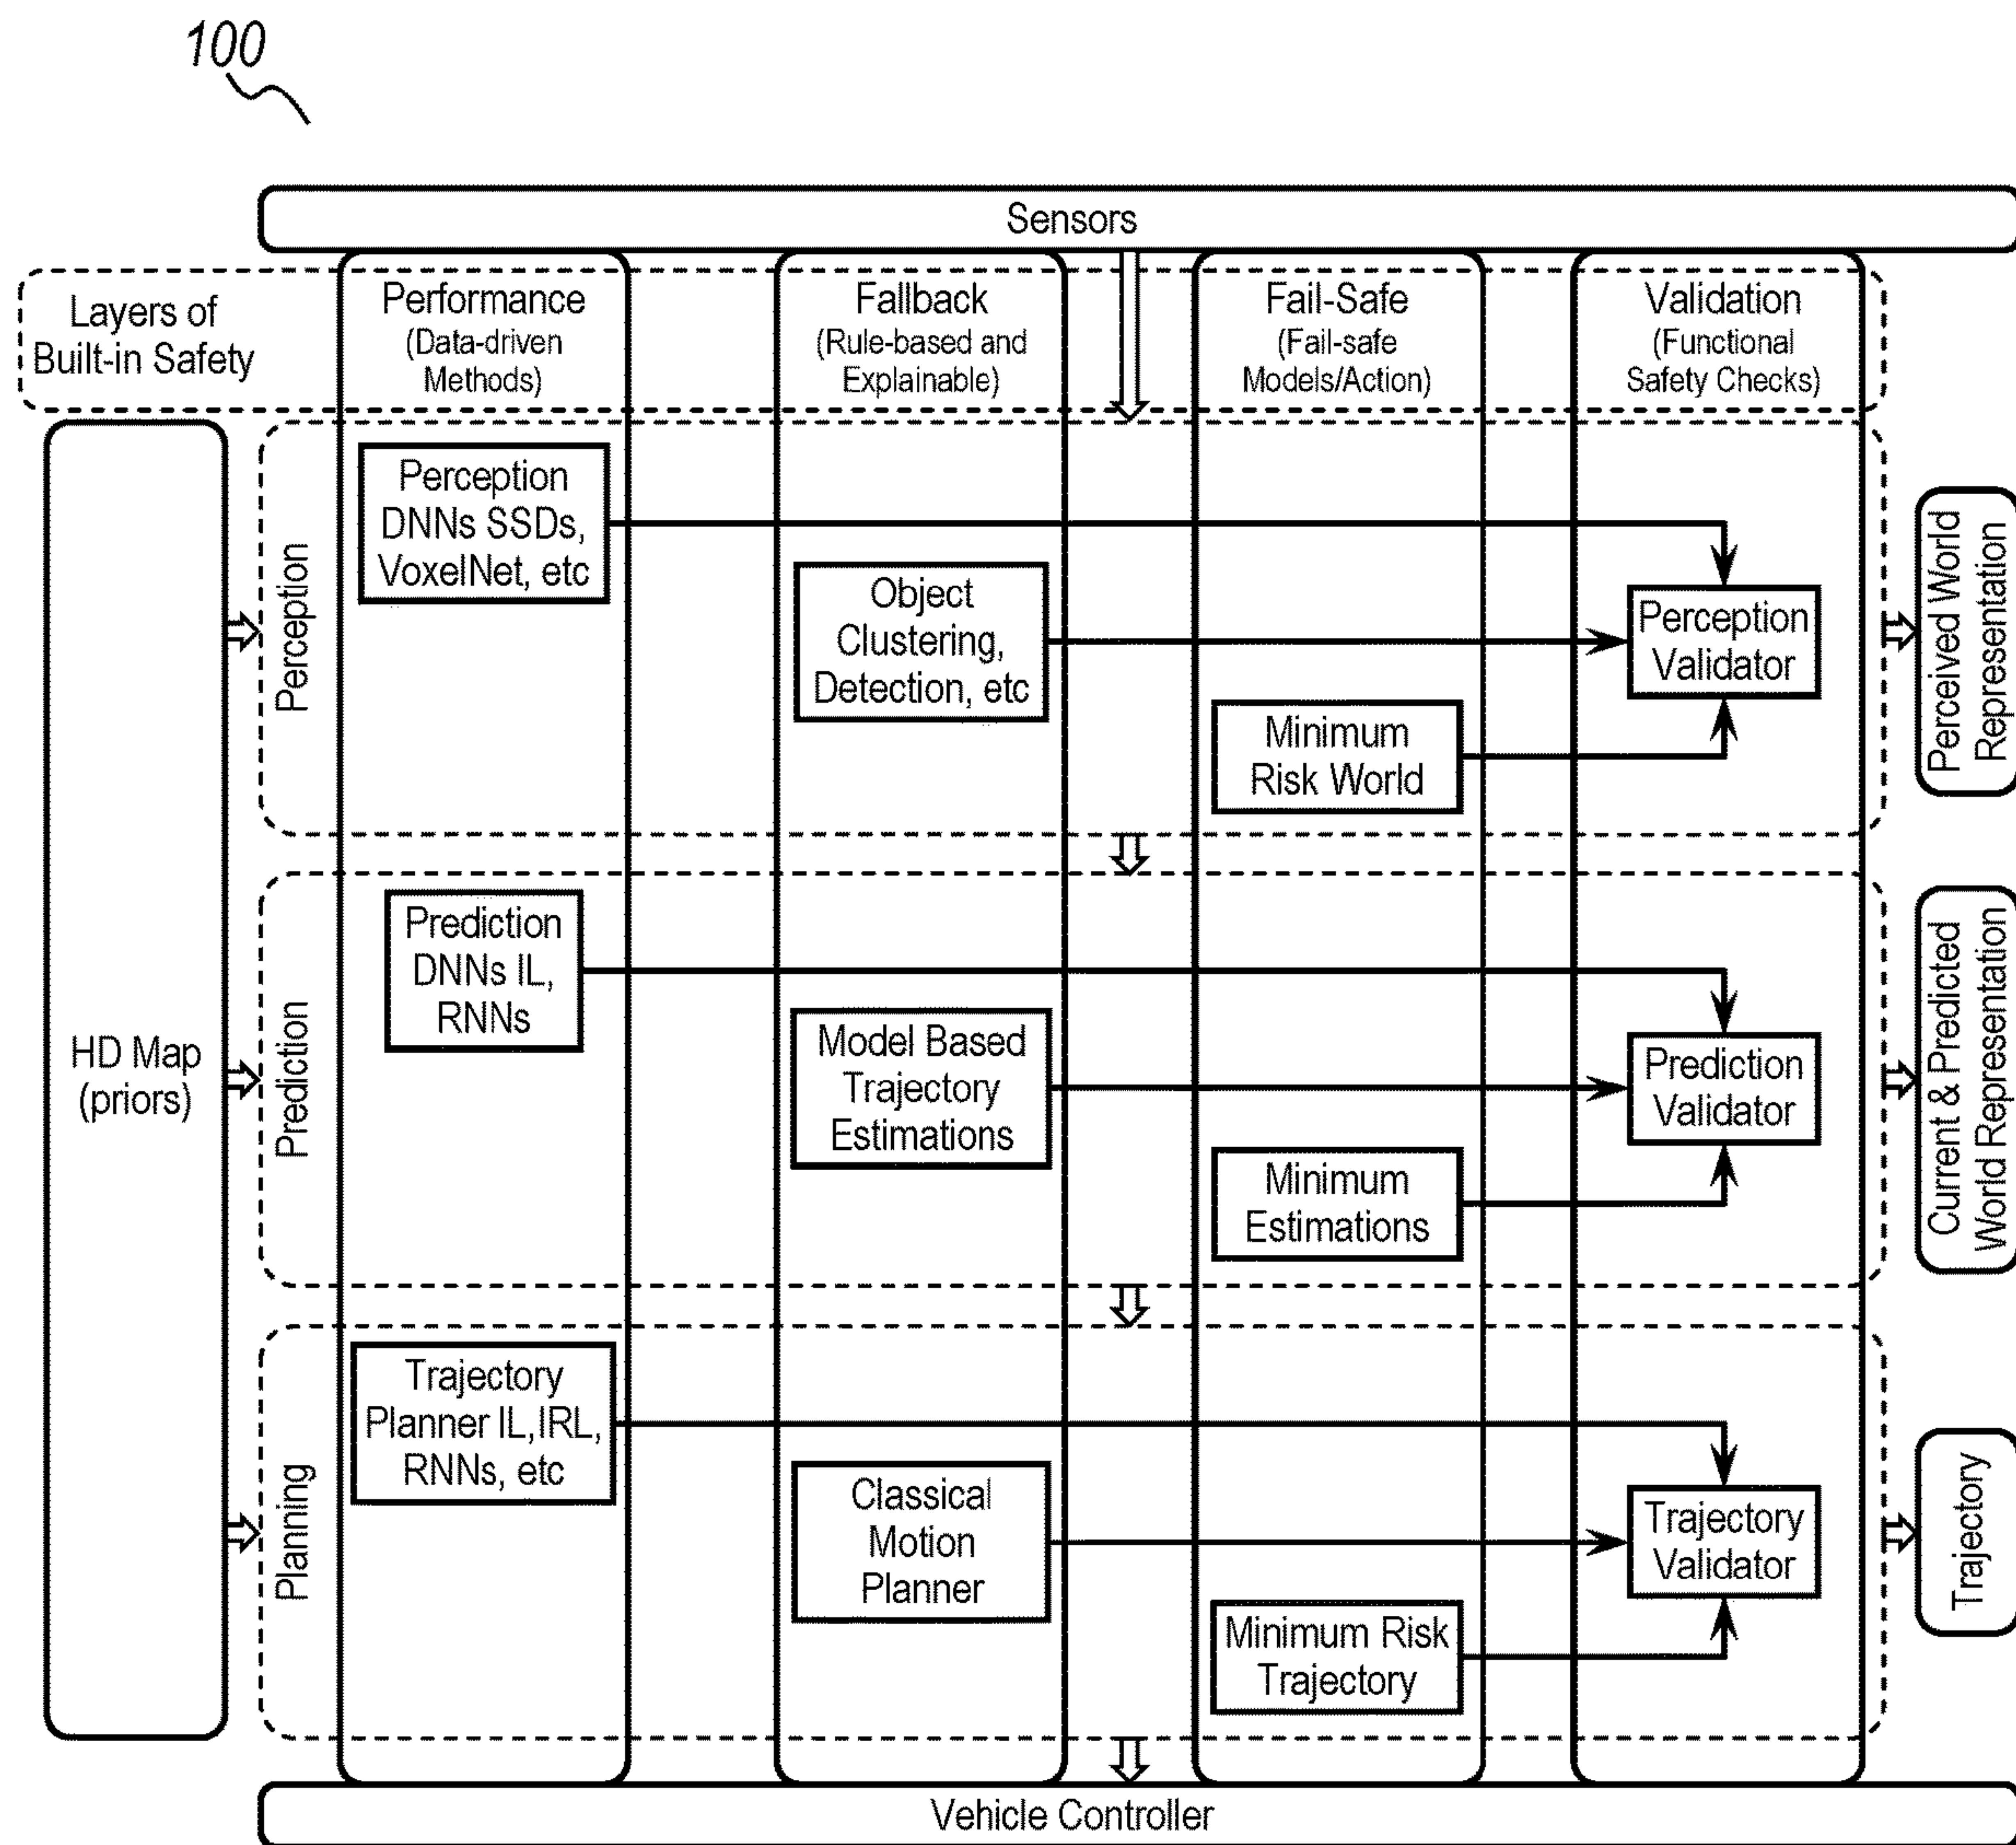 100
Sensors
Layers of
Built-in Safety
Performance
(Data-driven
Methods)
Fallback
(Rule-based and
Explainable)
Fail-Safe
(Fail-safe
Models/Action)
Validation
(Functional
Safety Checks)
HD Map
(priors)
Perception
Perception
DNNs SSDs,
VoxelNet, etc
Object
Clustering,
Detection, etc
Minimum
Risk World
Perception
Validator
Perceived World
Representation
Prediction
Prediction
DNNs IL,
RNNs
Model Based
Trajectory
Estimations
Minimum
Estimations
Prediction
Validator
Current & Predicted
World Representation
Planning
Trajectory
Planner IL,IRL,
RNNs, etc
Classical
Motion
Planner
Minimum Risk
Trajectory
Trajectory
Validator
Trajectory
Vehicle Controller